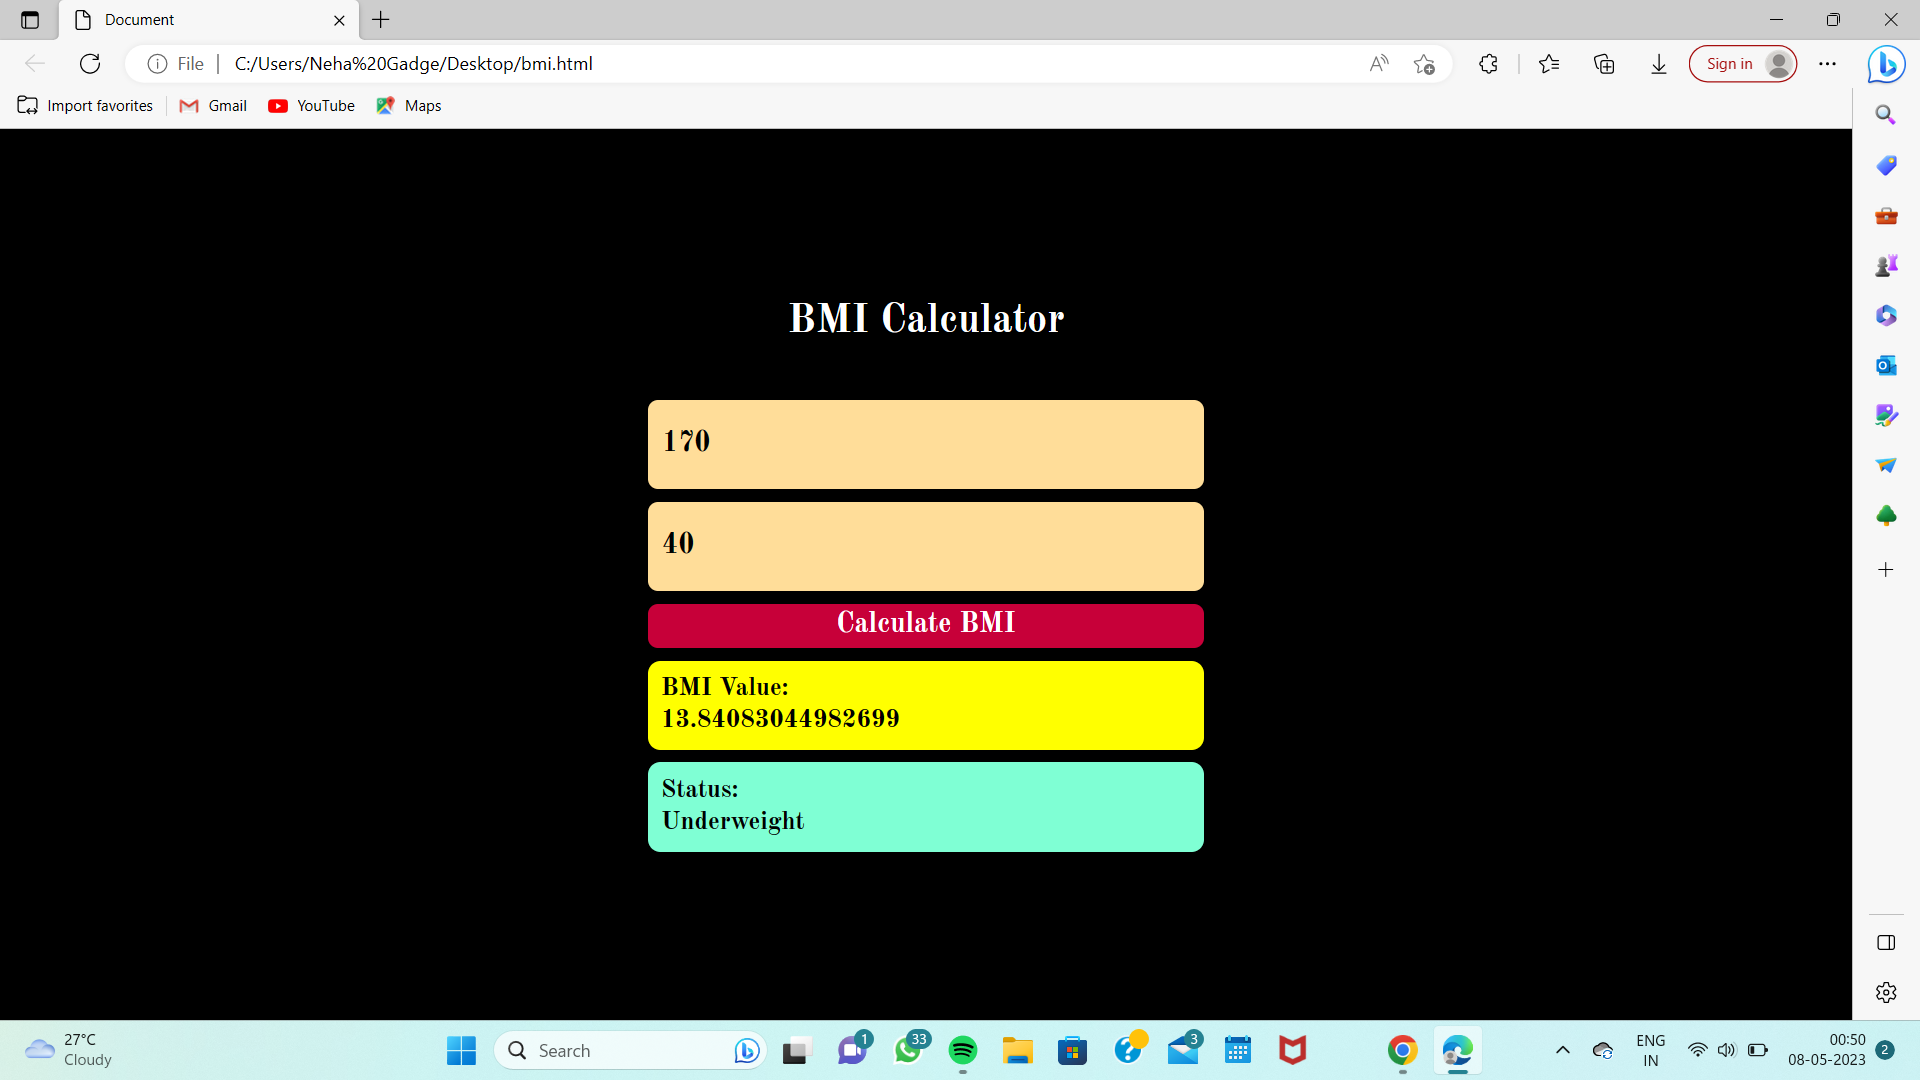 Document
File
C:/Users/Neha%20Gadge/Desktop/bmi.html
Sign in
Import favorites
Gmail
YouTube
Maps
BMI Calculator
170
40
Calculate BMI
BMI Value:
13.84083044982699
Status:
Underweight
27°C
Cloudy
Search
1
33
3
ENG
IN
00:50
08-05-2023
2